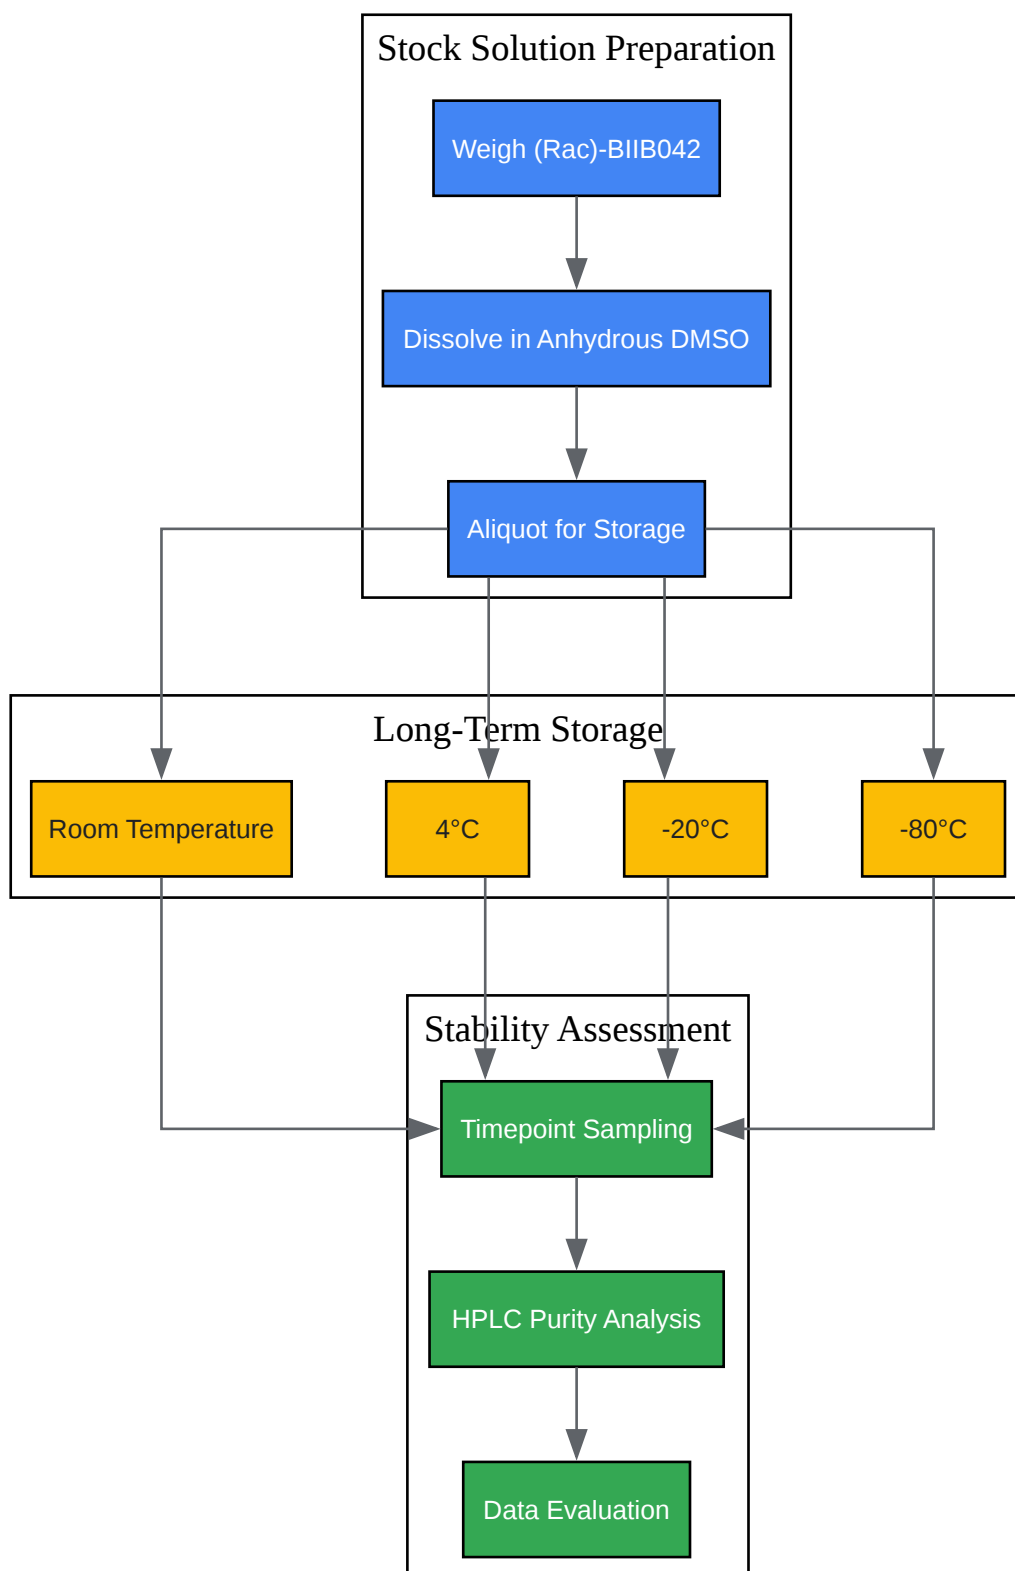 Stock Solution Preparation
Weigh (Rac)-BIIB042
Dissolve in Anhydrous DMSO
Aliquot for Storage
Long-Term Storage
Room Temperature
4°C
-20°C
-80°C
Stability Assessment
Timepoint Sampling
HPLC Purity Analysis
Data Evaluation